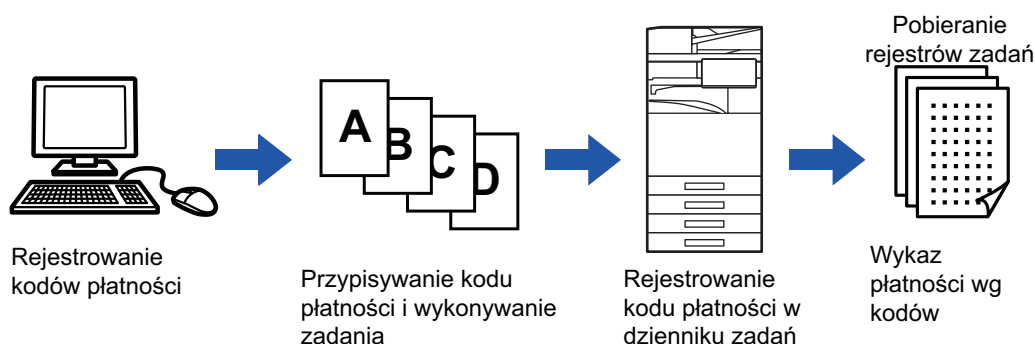 Pobieranie
rejestrów zadań
A
B
C
D
Rejestrowanie
kodów płatności
Przypisywanie kodu
płatności i wykonywanie
zadania
Rejestrowanie
kodu płatności w
dzienniku zadań
Wykaz
płatności wg
kodów